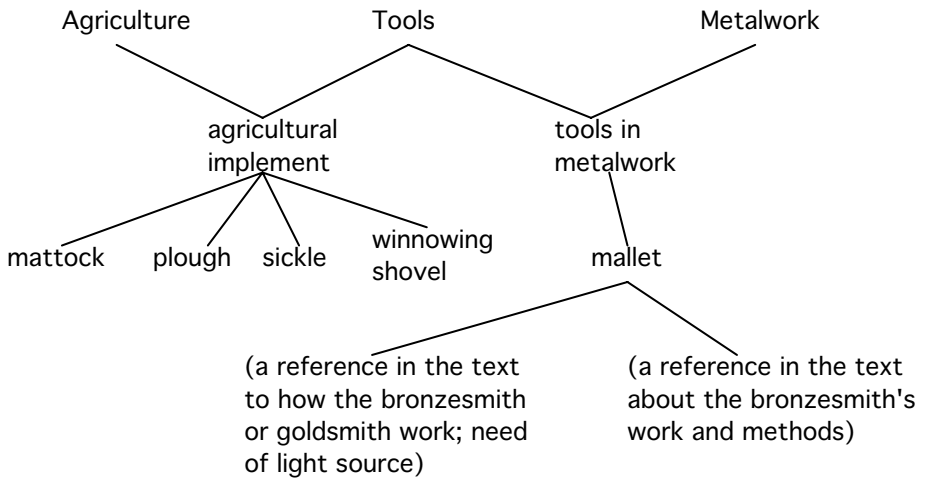 Agriculture
Tools
Metalwork
agricultural
implement
tools in
metalwork
mattock
plough
sickle
winnowing
shovel
mallet
(a reference in the text
to how the bronzesmith
or goldsmith work; need
of light source)
(a reference in the text
about the bronzesmith's
work and methods)